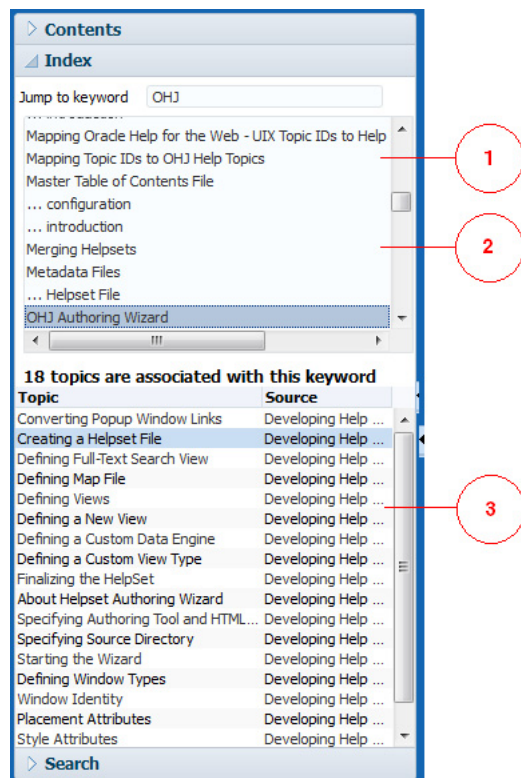 Contents
Index
Jump to keyword OHJ
... introduction
Mapping Oracle Help for the Web - UIX Topic IDs to Help
Mapping Topic IDs to OHJ Help Topics
1
Master Table of Contents File
... configuration
... introduction
Merging Helpsets
2
Metadata Files
... Helpset File
OHJ Authoring Wizard
18 topics are associated with this keyword
Topic Source
Converting Popup Window Links Developing Help ...
Creating a Helpset File Developing Help ...
Defining Full-Text Search View Developing Help ...
Defining Map File Developing Help ...
Defining Views Developing Help ...
3
Defining a New View Developing Help ...
Defining a Custom Data Engine Developing Help ...
Defining a Custom View Type Developing Help ...
Finalizing the HelpSet Developing Help ...
About Helpset Authoring Wizard Developing Help ...
Specifying Authoring Tool and HTML... Developing Help ...
Specifying Source Directory Developing Help ...
Starting the Wizard Developing Help ...
Defining Window Types Developing Help ...
Window Identity Developing Help ...
Placement Attributes Developing Help ...
Style Attributes Developing Help ...
Search